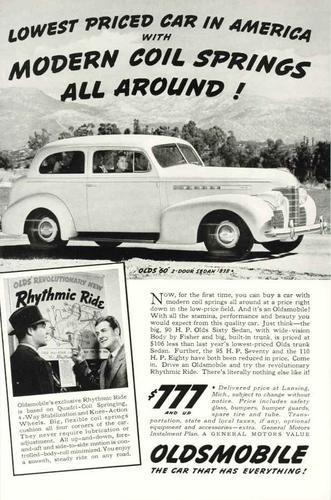 LOWEST PRICED CAR IN AMERICA
WITH
MODERN COIL SPRINGS
ALL AROUND!
OLDS "60" 2-DOOR SEDAN $838*
OLDS' REVOLUTIONARY NEW
Rhythmic Ride
Oldsmobile's exclusive Rhythmic Ride
is based on Quadri-Coil Springing,
4-Way Stabilization and Knee-Action
Wheels. Big, flexible coil springs
cushion all four corners of the car.
They never require lubrication or
adjustment. All up-and-down, fore-
and-aft and side-to-side motion is con-
trolled—body-roll minimized. You enjoy
a smooth, steady ride on any road.
NOW, for the first time, you can buy a car with
modern coil springs all around at a price right
down in the low-price field. And it's an Oldsmobile!
With all the stamina, performance and beauty you
would expect from this quality car. Just think—the
big, 90 H. P. Olds Sixty Sedan, with wide-vision
Body by Fisher and big, built-in trunk, is priced at
$106 less than last year's lowest-priced Olds trunk
Sedan. Further, the 95 H. P. Seventy and the 110
H. P. Eighty have both been reduced in price. Come
in. Drive an Oldsmobile and try the revolutionary
Rhythmic Ride. There's literally nothing else like it!
$777
AND UP
* Delivered price at Lansing,
Mich., subject to change without
notice. Price includes safety
glass, bumpers, bumper guards,
spare tire and tube. Trans-
portation, state and local taxes, if any, optional
equipment and accessories—extra. General Motors
Instalment Plan. A GENERAL MOTORS VALUE
OLDSMOBILE
THE CAR THAT HAS EVERYTHING!